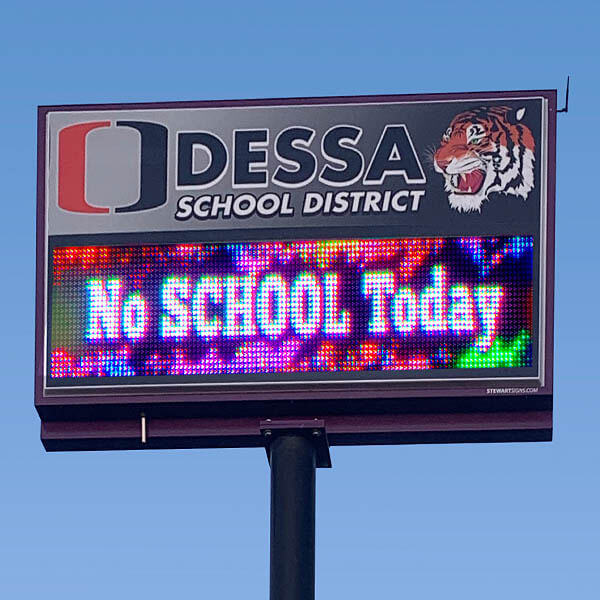 ODESSA
SCHOOL DISTRICT
No SCHOOL Today
STEWARTSIGNS.COM